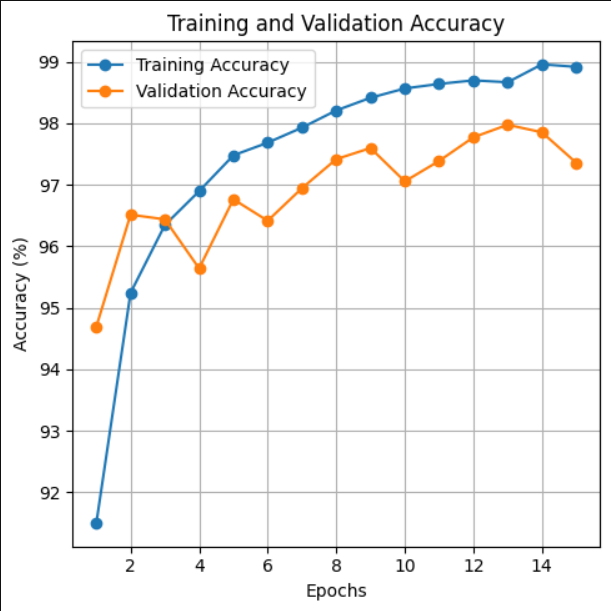 Training and Validation Accuracy
Training Accuracy
Validation Accuracy
99
98
97
96
95
94
93
92
Accuracy (%)
2 4 6 8 10 12 14
Epochs